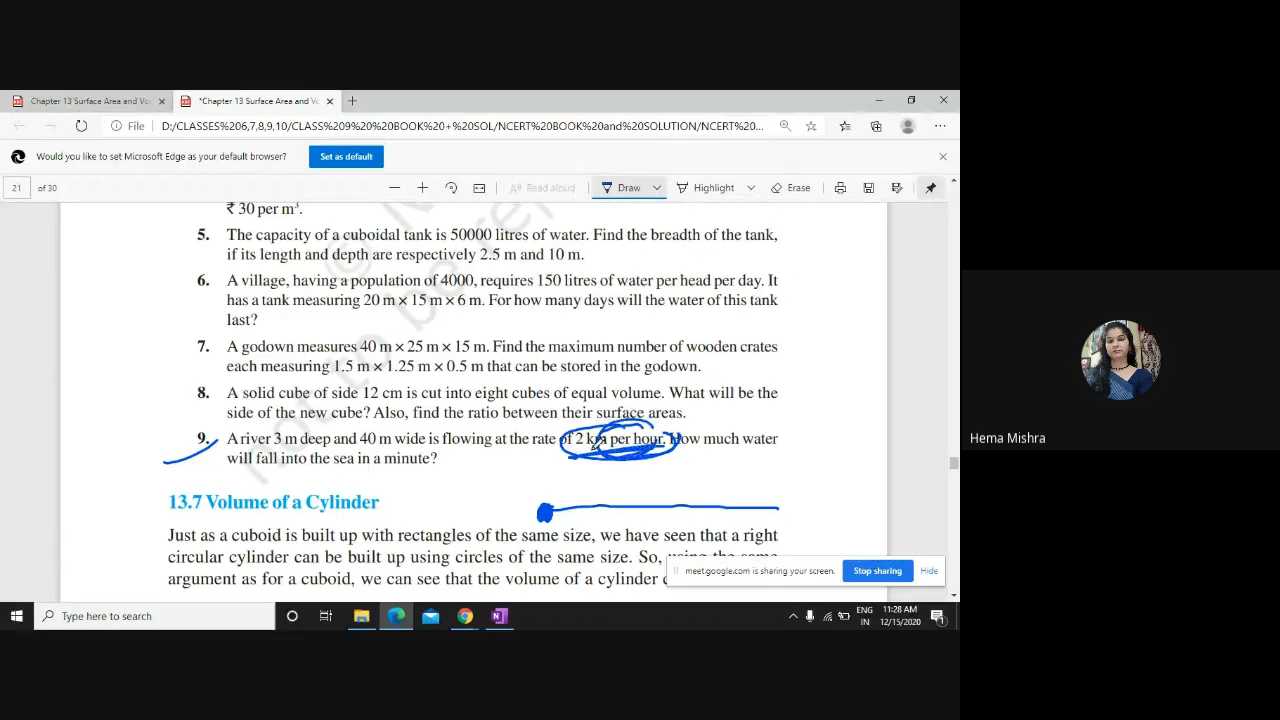 Chapter 13 Surface Area and Vo
*Chapter 13 Surface Area and Vo
File
D:/CLASSES%206,7,8,9,10/CLASS%209%20%20BOOK%20+%20SOL/NCERT%20BOOK%20and%20SOLUTION/NCERT%20...
Would you like to set Microsoft Edge as your default browser?
Set as default
21
of 30
Read aloud
Draw
Highlight
Erase
₹ 30 per m³.
5. The capacity of a cuboidal tank is 50000 litres of water. Find the breadth of the tank,
if its length and depth are respectively 2.5 m and 10 m.
6. A village, having a population of 4000, requires 150 litres of water per head per day. It
has a tank measuring 20 m × 15 m × 6 m. For how many days will the water of this tank
last?
7. A godown measures 40 m × 25 m × 15 m. Find the maximum number of wooden crates
each measuring 1.5 m × 1.25 m × 0.5 m that can be stored in the godown.
8. A solid cube of side 12 cm is cut into eight cubes of equal volume. What will be the
side of the new cube? Also, find the ratio between their surface areas.
9. A river 3 m deep and 40 m wide is flowing at the rate of 2 km per hour. How much water
will fall into the sea in a minute?
13.7 Volume of a Cylinder
Just as a cuboid is built up with rectangles of the same size, we have seen that a right
circular cylinder can be built up using circles of the same size. So, using the same
argument as for a cuboid, we can see that the volume of a cylinder
meet.google.com is sharing your screen.
Stop sharing
Hide
Hema Mishra
Type here to search
ENG
IN
11:28 AM
12/15/2020
1